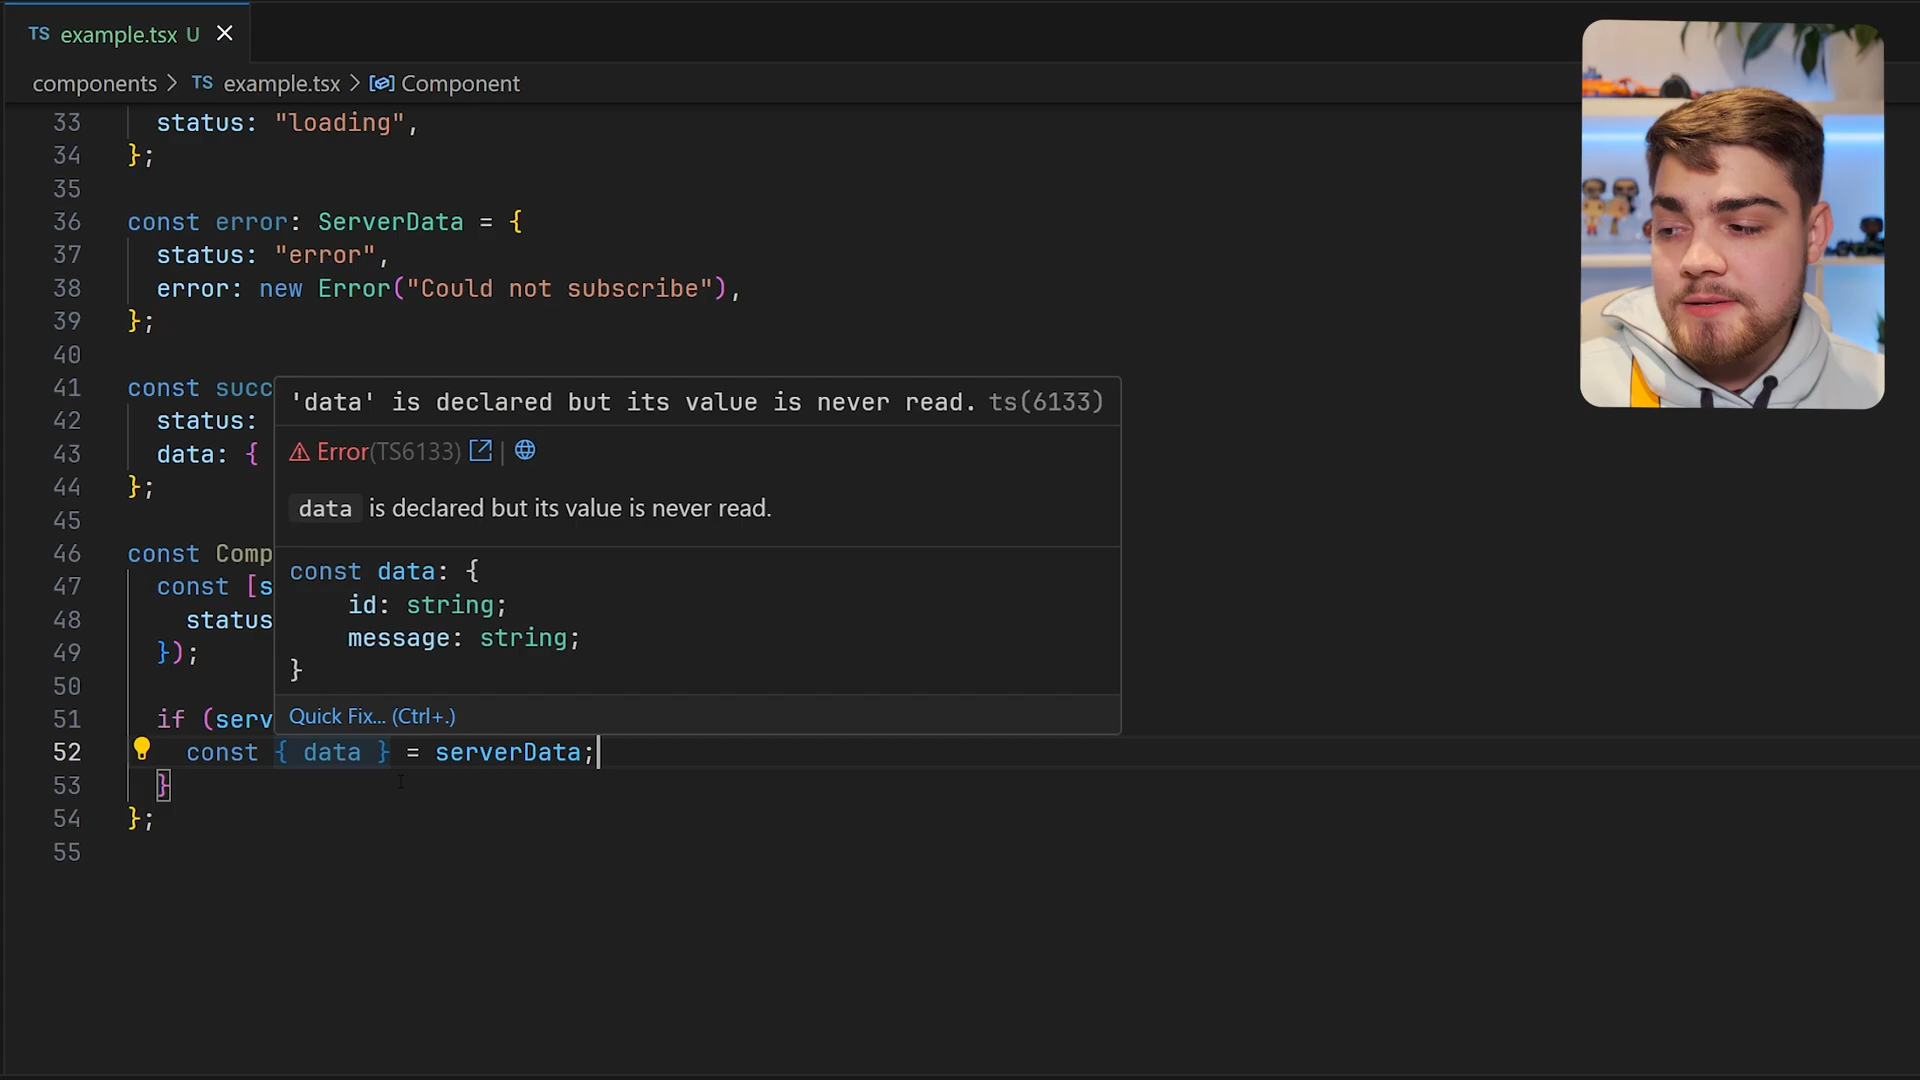 TS example.tsx U
components > TS example.tsx > Component
33 status: "loading",
34 };
35
36 const error: ServerData = {
37 status: "error",
38 error: new Error("Could not subscribe"),
39 };
40
41 const succ
42 status:
43 data: {
44 };
45
46 const Comp
47 const [s
48 status
49 });
50
51 if (serv
'data' is declared but its value is never read. ts(6133)
Error(TS6133) |
data is declared but its value is never read.
const data: {
id: string;
message: string;
}
Quick Fix... (Ctrl+.)
52 const { data } = serverData;
53 }
54 };
55